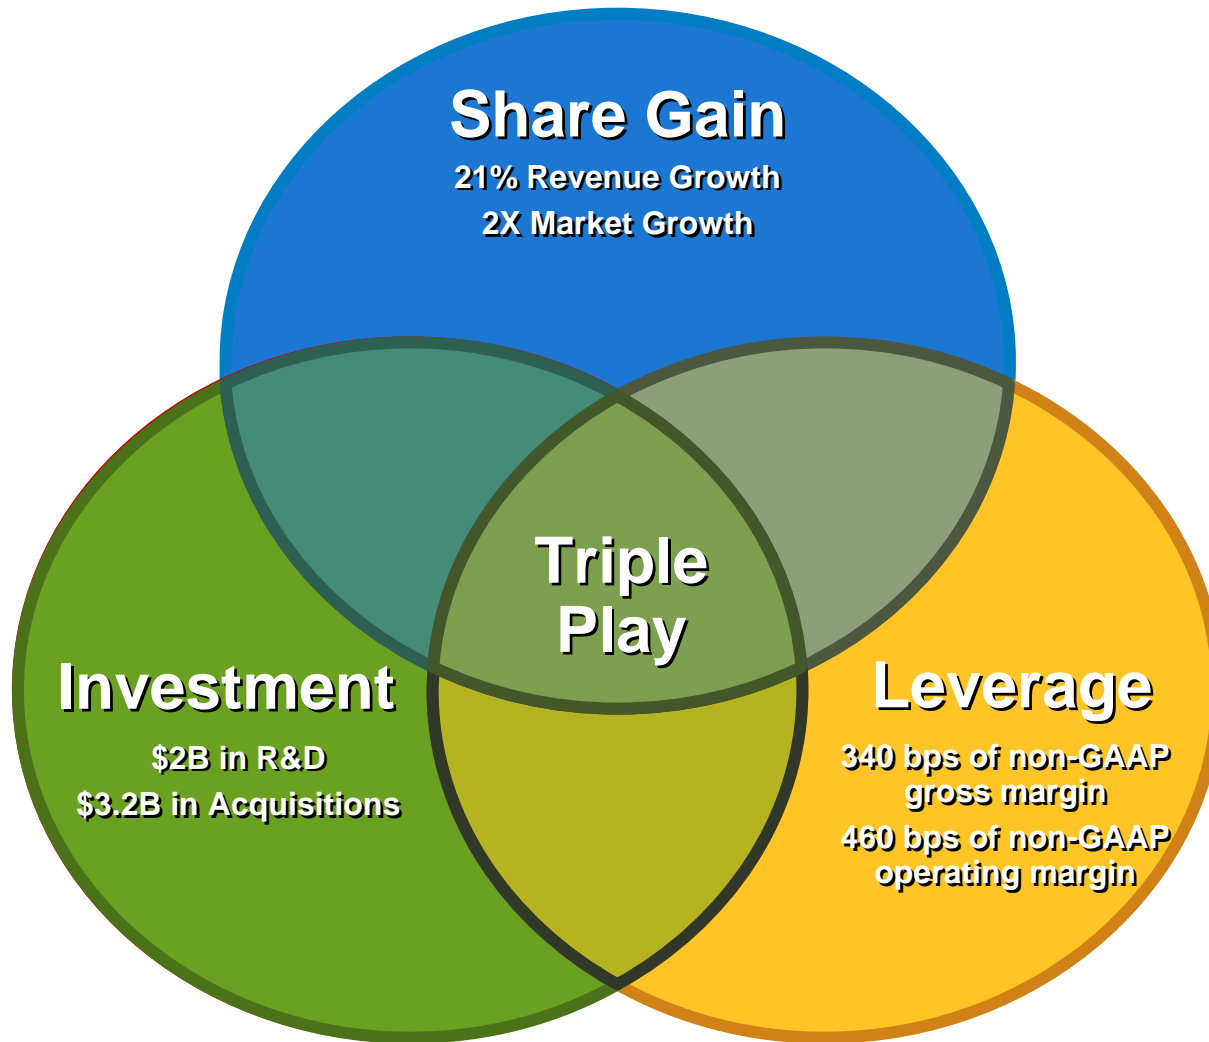 Share Gain
21% Revenue Growth
2X Market Growth
Triple
Play
Investment
$2B in R&D
$3.2B in Acquisitions
Leverage
340 bps of non-GAAP
gross margin
460 bps of non-GAAP
operating margin